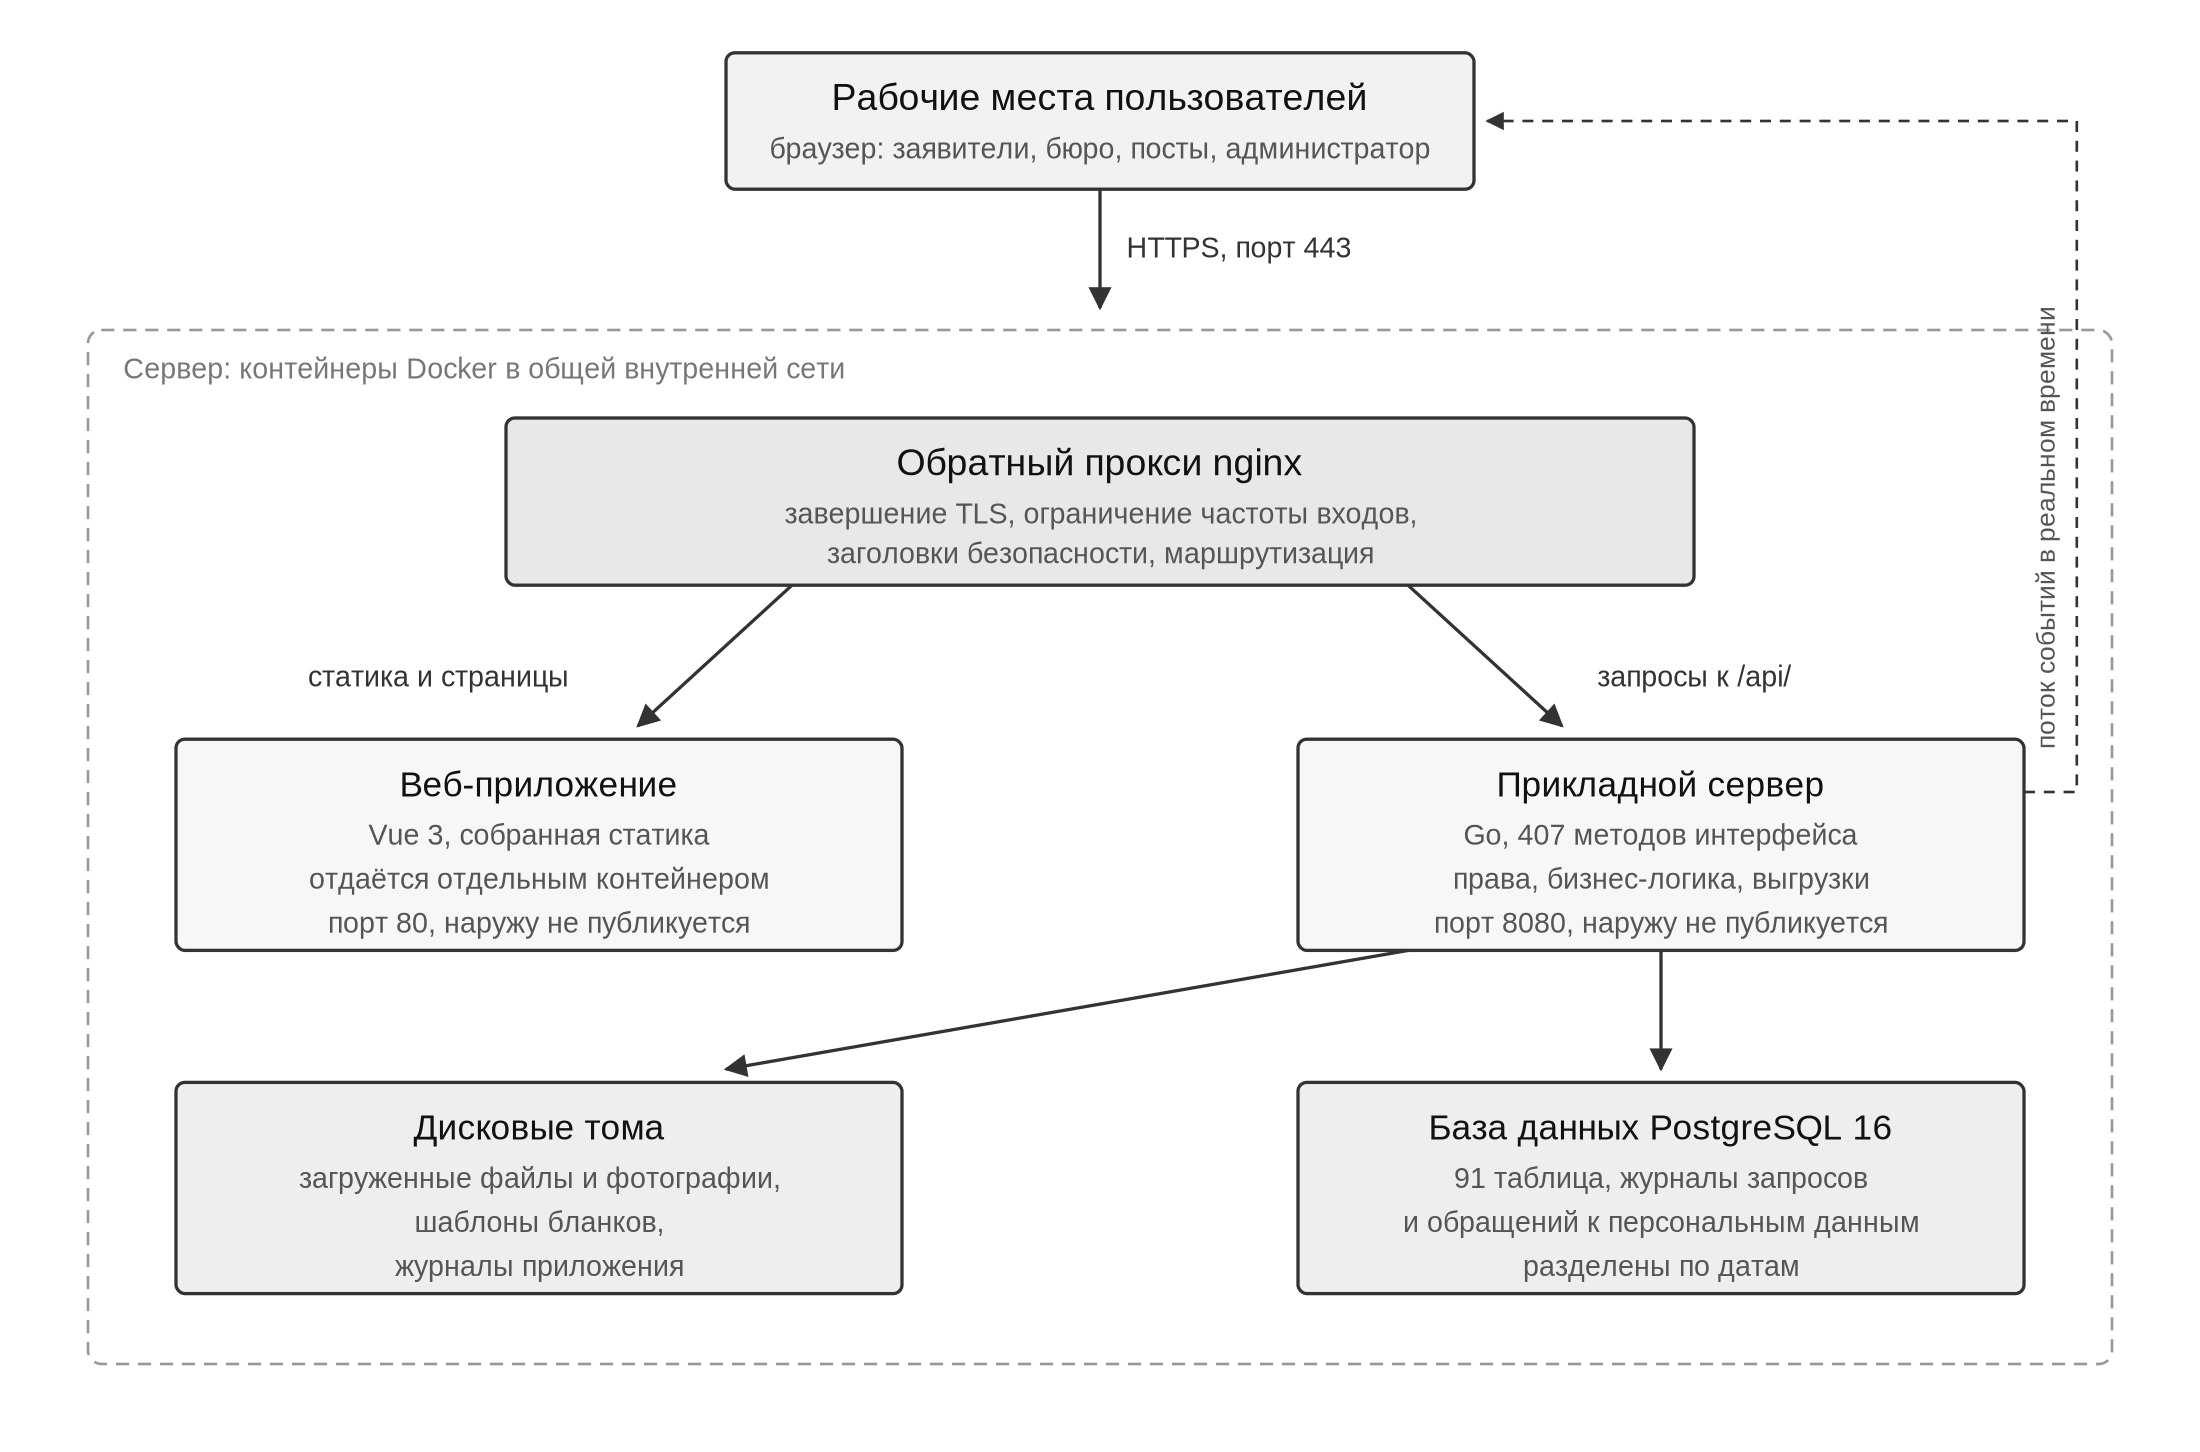 Рабочие места пользователей
браузер: заявители, бюро, посты, администратор
HTTPS, порт 443
Сервер: контейнеры Docker в общей внутренней сети
поток событий в реальном времени
Обратный прокси nginx
завершение TLS, ограничение частоты входов,
заголовки безопасности, маршрутизация
статика и страницы
запросы к /api/
Веб-приложение
Vue 3, собранная статика
отдаётся отдельным контейнером
порт 80, наружу не публикуется
Прикладной сервер
Go, 407 методов интерфейса
права, бизнес-логика, выгрузки
порт 8080, наружу не публикуется
Дисковые тома
загруженные файлы и фотографии,
шаблоны бланков,
журналы приложения
База данных PostgreSQL 16
91 таблица, журналы запросов
и обращений к персональным данным
разделены по датам